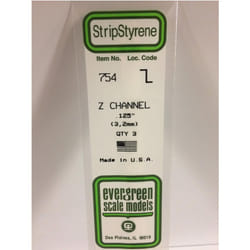 StripStyrene
Item No. Loc. Code
754
Z CHANNEL
.125"
(3,2mm)
QTY 3
Made in U.S.A.
evergreen
scale models
Des Plaines, IL 60018